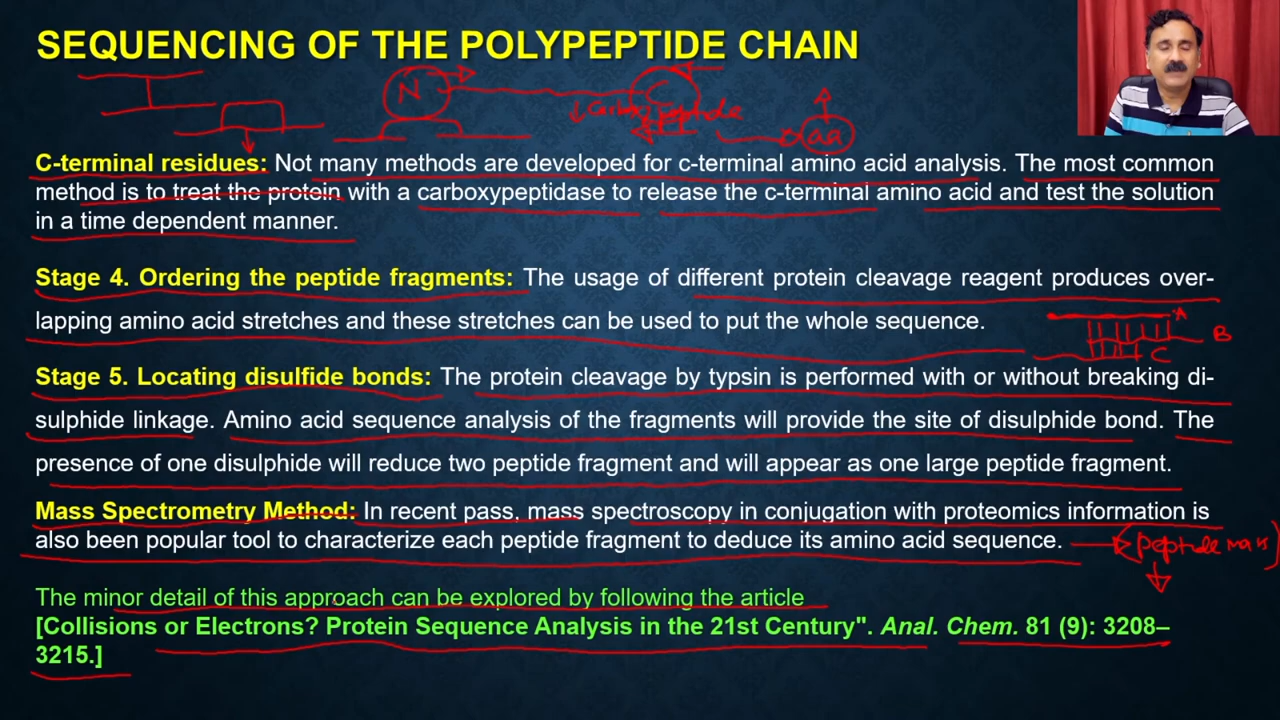 SEQUENCING OF THE POLYPEPTIDE CHAIN
N
C
Carboxipeptide
aa
C-terminal residues: Not many methods are developed for c-terminal amino acid analysis. The most common
method is to treat the protein with a carboxypeptidase to release the c-terminal amino acid and test the solution
in a time dependent manner.
Stage 4. Ordering the peptide fragments: The usage of different protein cleavage reagent produces over-
lapping amino acid stretches and these stretches can be used to put the whole sequence.
A
B
C
Stage 5. Locating disulfide bonds: The protein cleavage by typsin is performed with or without breaking di-
sulphide linkage. Amino acid sequence analysis of the fragments will provide the site of disulphide bond. The
presence of one disulphide will reduce two peptide fragment and will appear as one large peptide fragment.
Mass Spectrometry Method: In recent pass, mass spectroscopy in conjugation with proteomics information is
also been popular tool to characterize each peptide fragment to deduce its amino acid sequence.
peptide mass
The minor detail of this approach can be explored by following the article
[Collisions or Electrons? Protein Sequence Analysis in the 21st Century". Anal. Chem. 81 (9): 3208–
3215.]